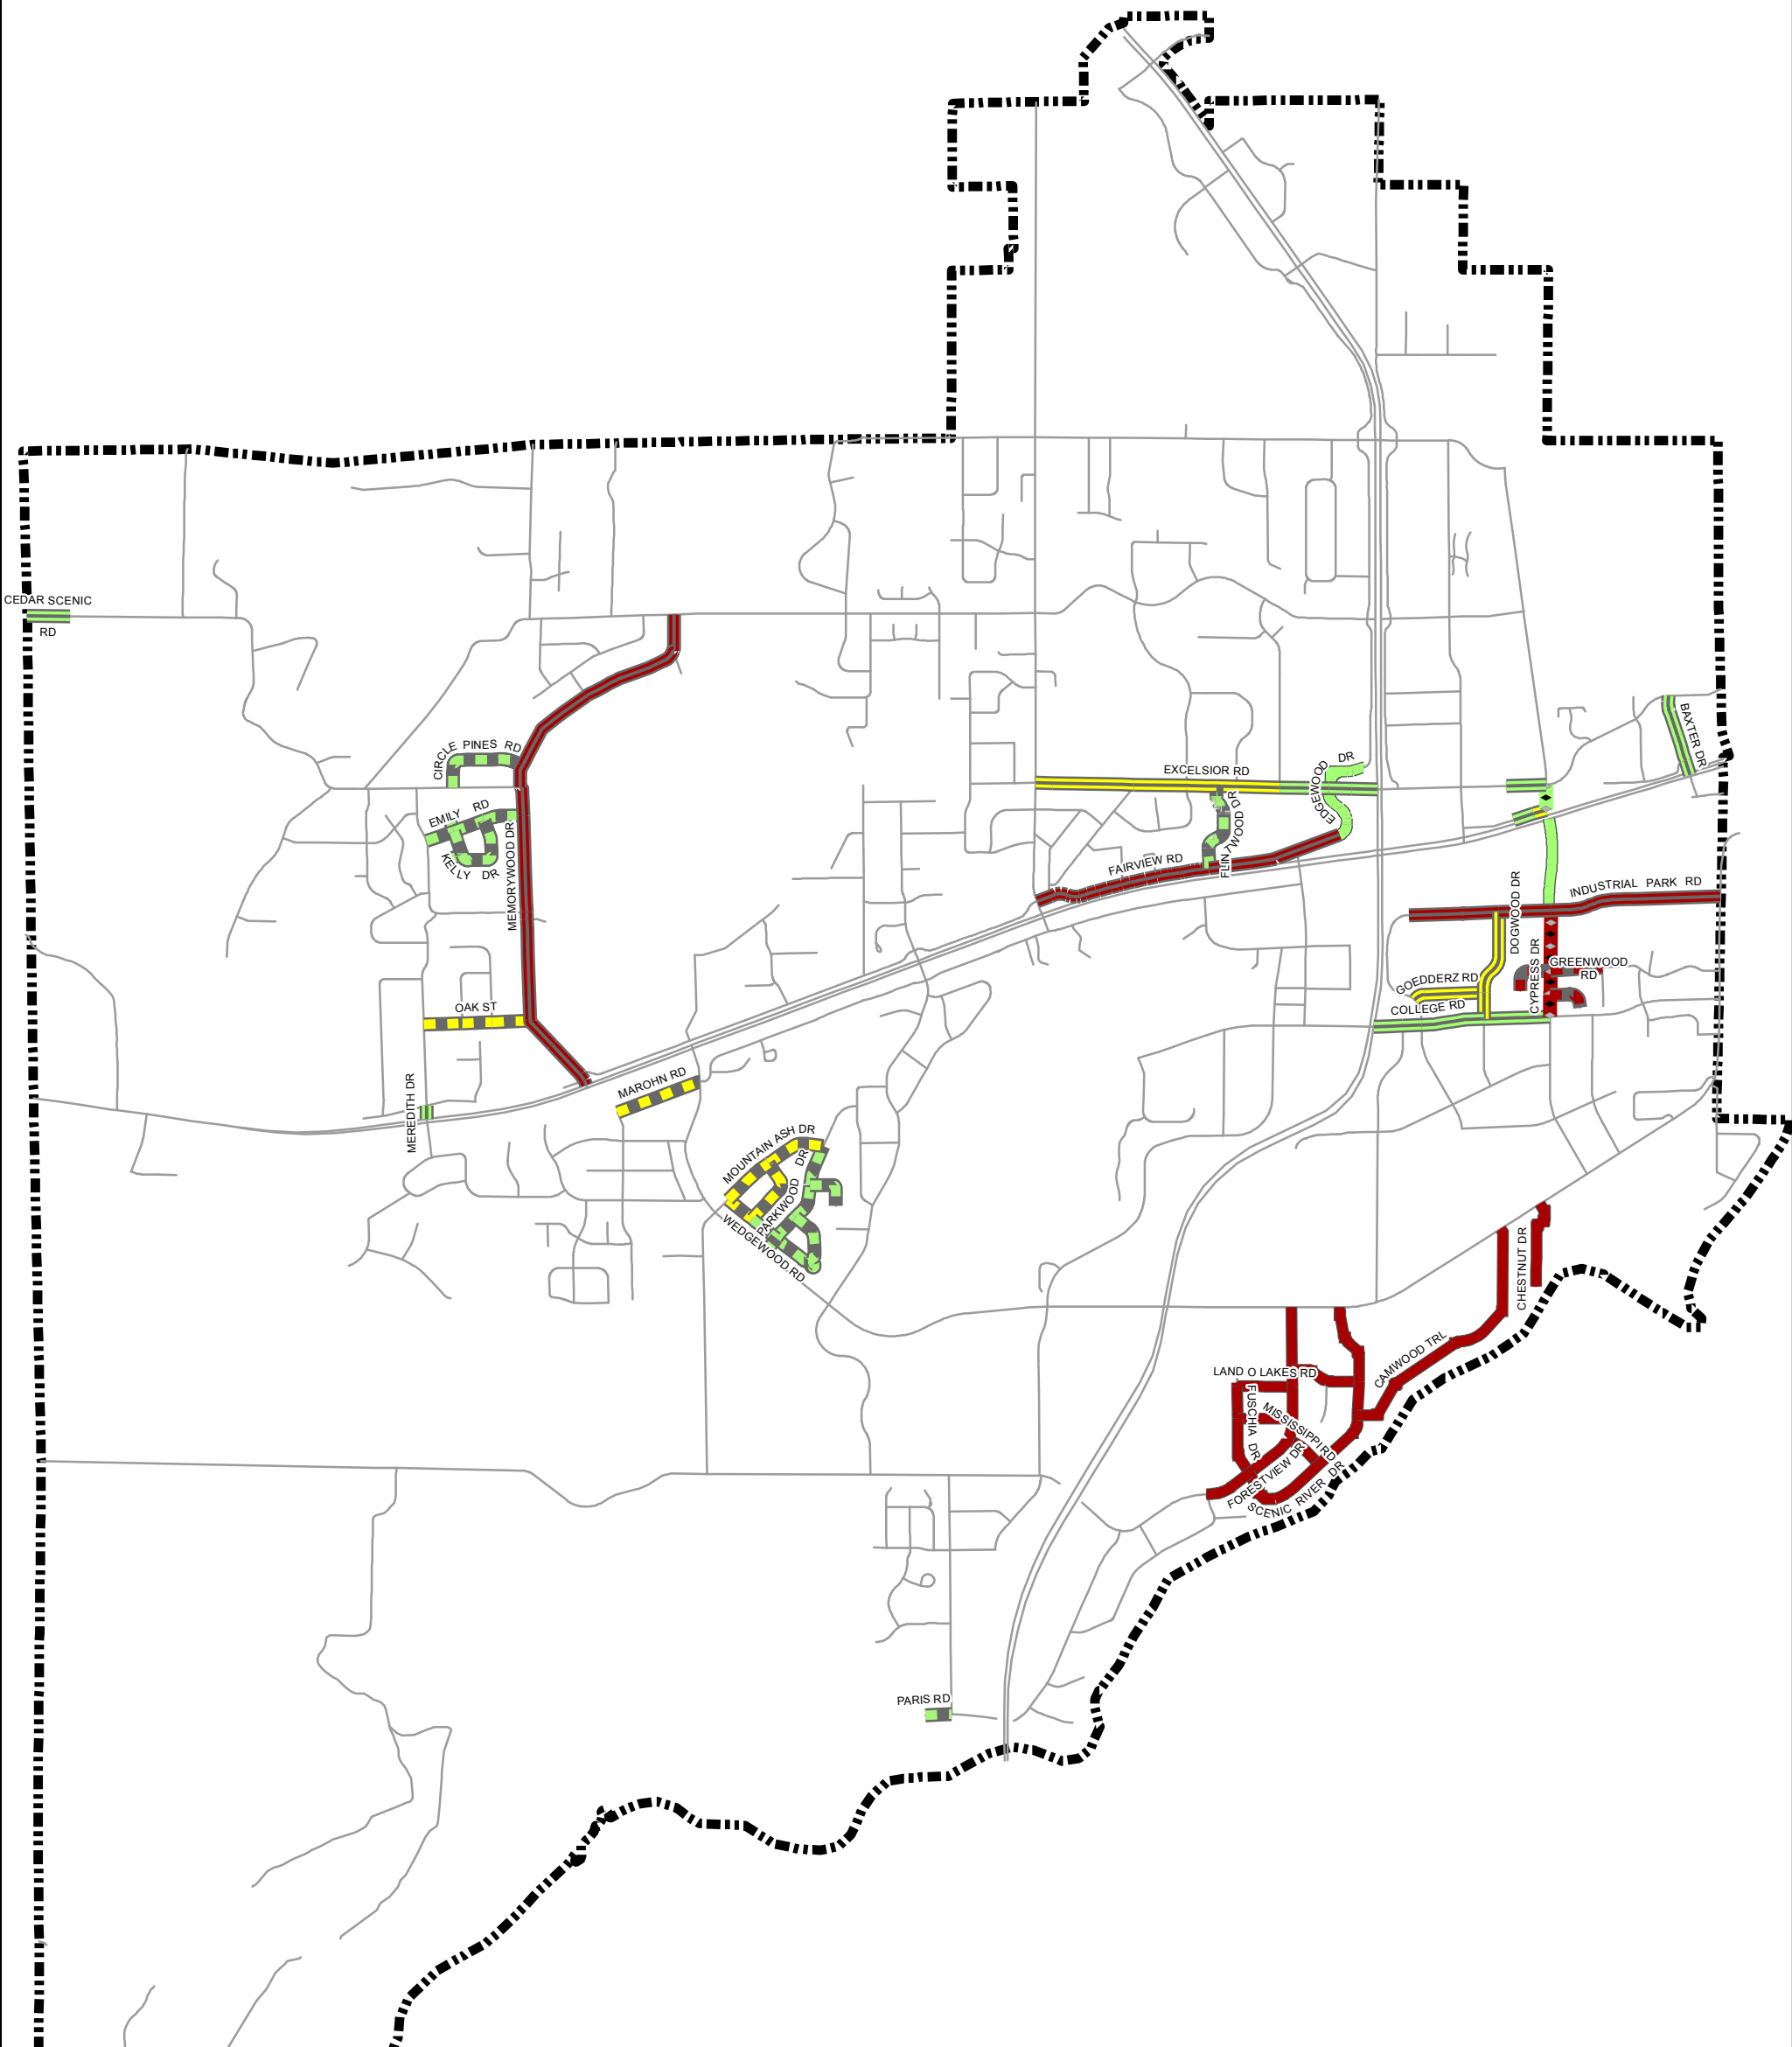 CEDAR SCENIC
RD
BAXTER DR
CIRCLE PINES RD
EXCELSIOR RD
EDGEWOOD DR
EMILY RD
KELLY DR
MEMORYWOOD DR
FLINTWOOD DR
FAIRVIEW RD
INDUSTRIAL PARK RD
DOGWOOD DR
CYPRESS DR
GREENWOOD
RD
GOEDDERZ RD
COLLEGE RD
OAK ST
MAROHN RD
MEREDITH DR
MOUNTAIN ASH DR
PARKWOOD DR
WEDGEWOOD RD
CHESTNUT DR
CAMWOOD TRL
LAND O LAKES RD
FUSCHIA DR
MISSISSIPPI RD
FORESTVIEW DR
SCENIC RIVER DR
PARIS RD